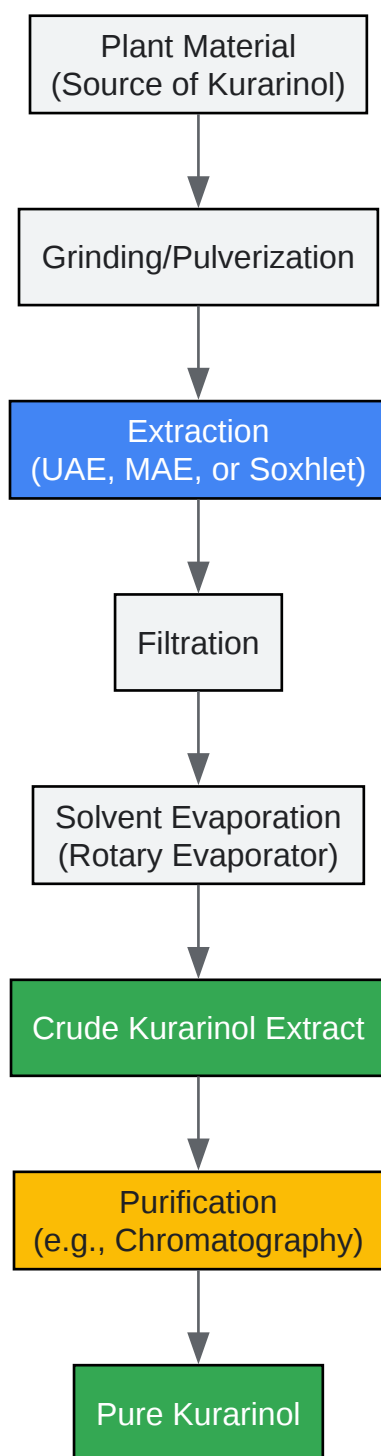 Plant Material
(Source of Kurarinol)
Grinding/Pulverization
Extraction
(UAE, MAE, or Soxhlet)
Filtration
Solvent Evaporation
(Rotary Evaporator)
Crude Kurarinol Extract
Purification
(e.g., Chromatography)
Pure Kurarinol